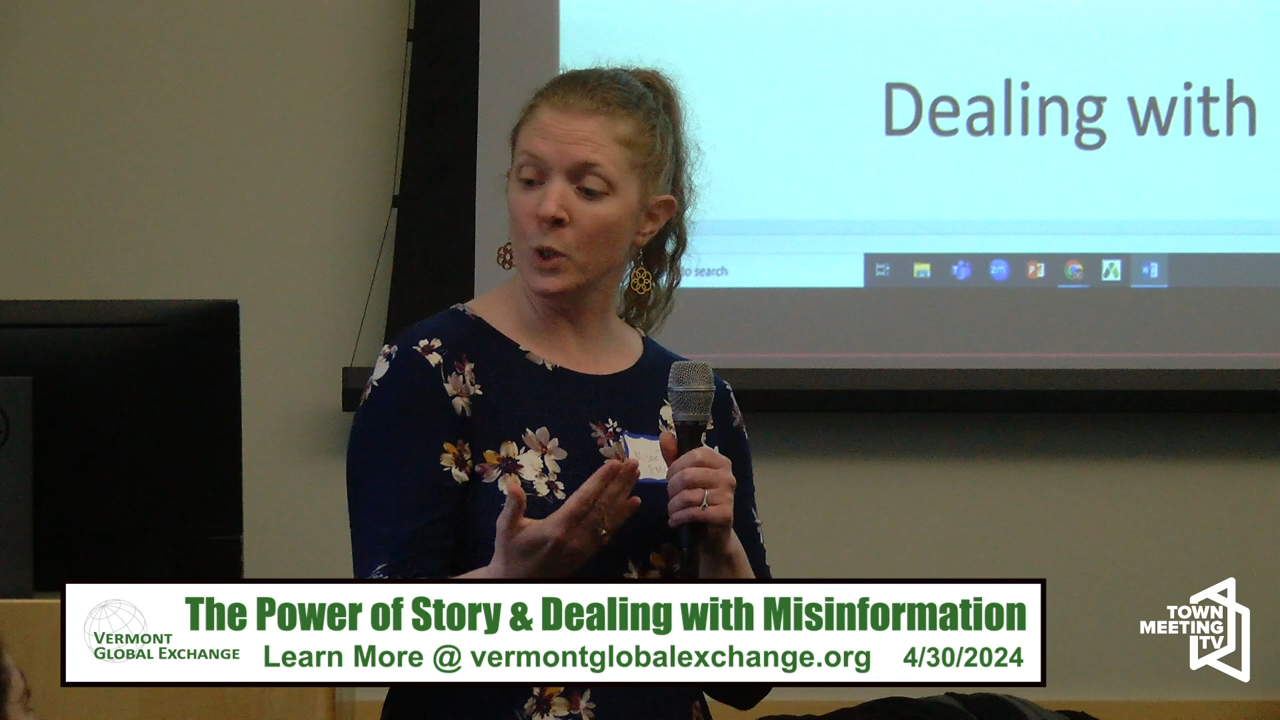 Dealing with
to search
The Power of Story & Dealing with Misinformation
VERMONT
GLOBAL EXCHANGE
Learn More @ vermontglobalexchange.org 4/30/2024
TOWN
MEETING
TV